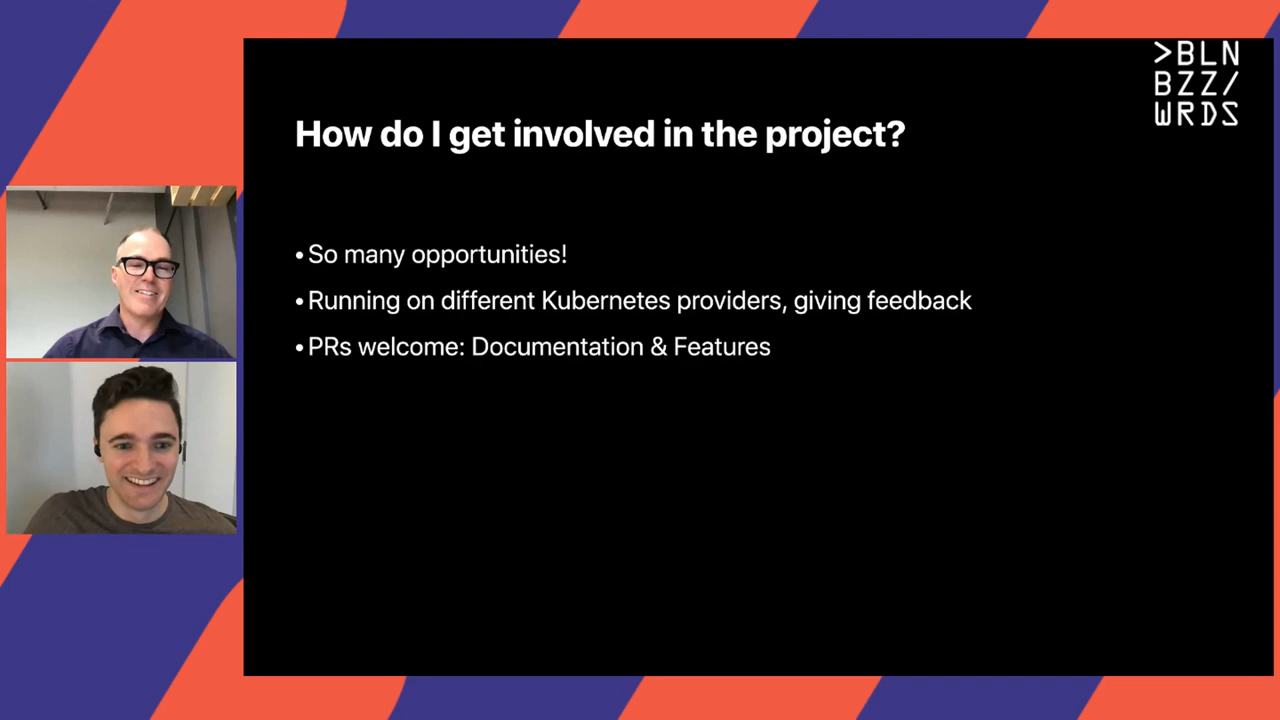 >BLN
BZZ/
WRDS
How do I get involved in the project?
• So many opportunities!
• Running on different Kubernetes providers, giving feedback
• PRs welcome: Documentation & Features